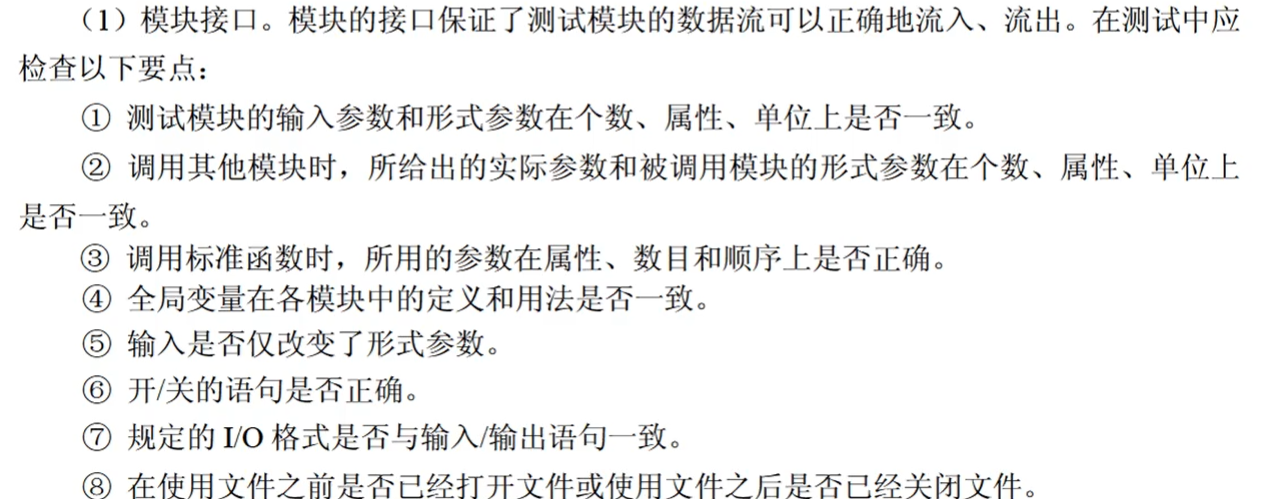 （1）模块接口。模块的接口保证了测试模块的数据流可以正确地流入、流出。在测试中应
检查以下要点：
① 测试模块的输入参数和形式参数在个数、属性、单位上是否一致。
② 调用其他模块时，所给出的实际参数和被调用模块的形式参数在个数、属性、单位上
是否一致。
③ 调用标准函数时，所用的参数在属性、数目和顺序上是否正确。
④ 全局变量在各模块中的定义和用法是否一致。
⑤ 输入是否仅改变了形式参数。
⑥ 开/关的语句是否正确。
⑦ 规定的 I/O 格式是否与输入/输出语句一致。
⑧ 在使用文件之前是否已经打开文件或使用文件之后是否已经关闭文件。